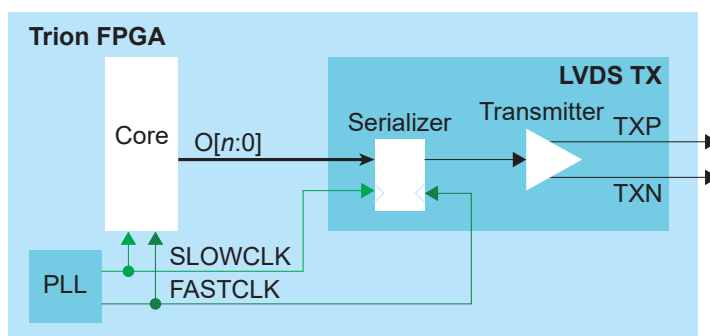 Trion FPGA
LVDS TX
Transmitter
Serializer
TXP
Core
O[n:0]
TXN
SLOWCLK
PLL
FASTCLK